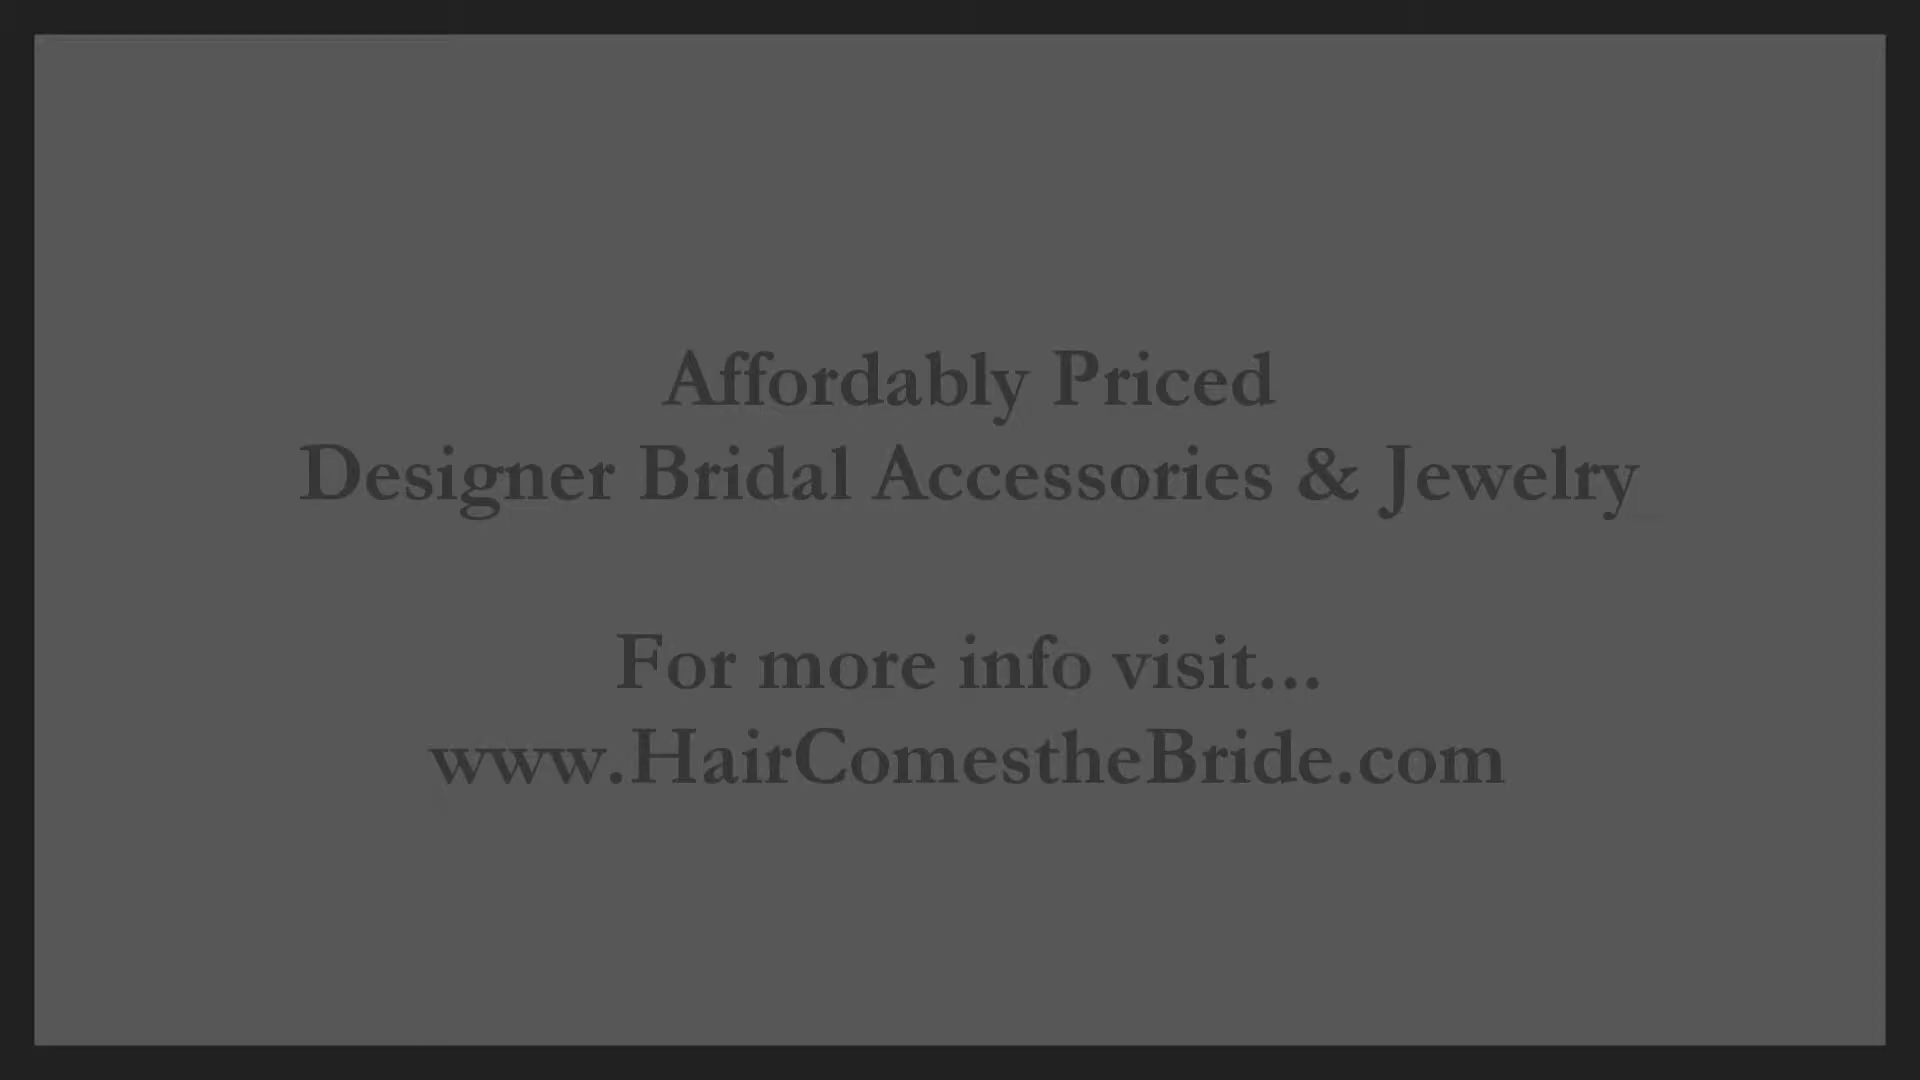 Affordably Priced
Designer Bridal Accessories & Jewelry
For more info visit...
www.HairComestheBride.com